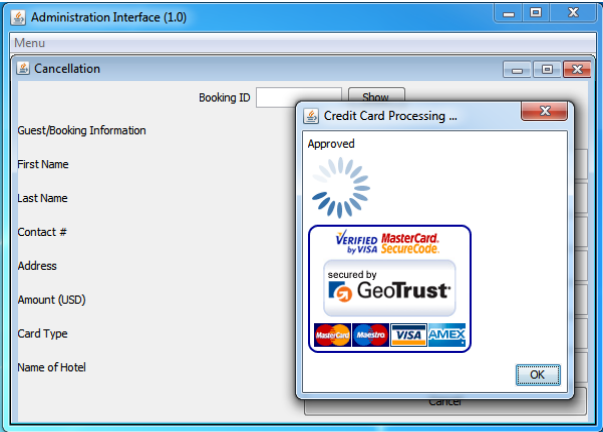 Administration Interface (1.0)
Menu
Cancellation
Booking ID
Show
Guest/Booking Information
First Name
Last Name
Contact #
Address
Amount (USD)
Card Type
Name of Hotel
Cancel
Credit Card Processing ...
Approved
VERIFIED by VISA
MasterCard. SecureCode.
secured by
GeoTrust
MasterCard Maestro VISA AMEX
OK